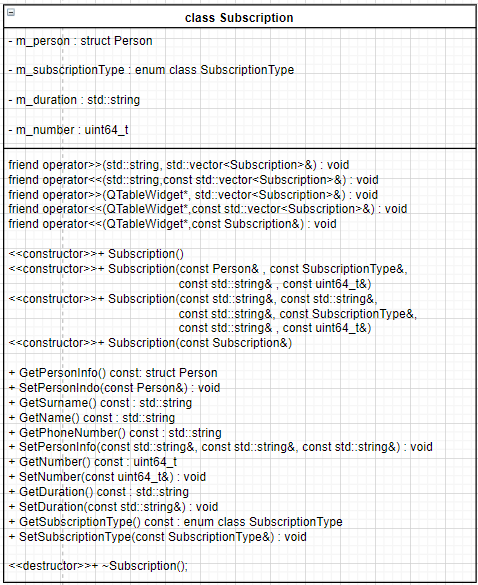 class Subscription
- m_person : struct Person
- m_subscriptionType : enum class SubscriptionType
- m_duration : std::string
- m_number : uint64_t
friend operator>>(std::string, std::vector<Subscription>&) : void
friend operator<<(std::string,const std::vector<Subscription>&) : void
friend operator>>(QTableWidget*, std::vector<Subscription>&) : void
friend operator<<(QTableWidget*,const std::vector<Subscription>&) : void
friend operator<<(QTableWidget*,const Subscription&) : void
<<constructor>>+ Subscription()
<<constructor>>+ Subscription(const Person& , const SubscriptionType&,
const std::string& , const uint64_t&)
<<constructor>>+ Subscription(const std::string&, const std::string&,
const std::string&, const SubscriptionType&,
const std::string& , const uint64_t&)
<<constructor>>+ Subscription(const Subscription&)
+ GetPersonInfo() const: struct Person
+ SetPersonIndo(const Person&) : void
+ GetSurname() const : std::string
+ GetName() const : std::string
+ GetPhoneNumber() const : std::string
+ SetPersonInfo(const std::string&, const std::string&, const std::string&) : void
+ GetNumber() const : uint64_t
+ SetNumber(const uint64_t&) : void
+ GetDuration() const : std::string
+ SetDuration(const std::string&) : void
+ GetSubscriptionType() const : enum class SubscriptionType
+ SetSubscriptionType(const SubscriptionType&) : void
<<destructor>>+ ~Subscription();